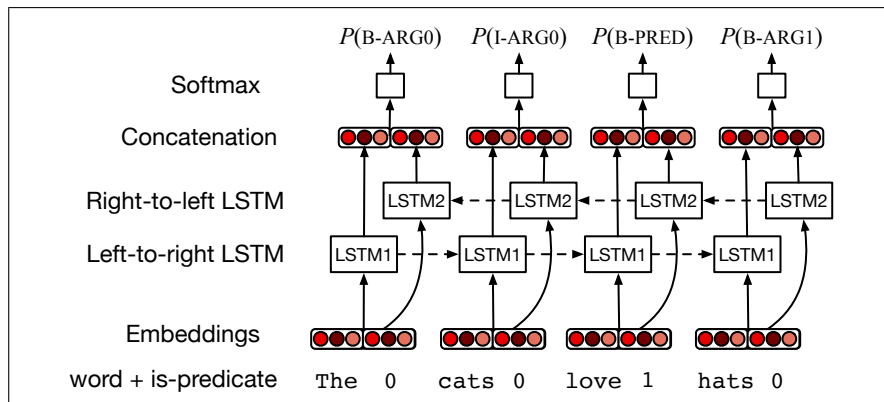 P(B-ARG0) P(I-ARG0) P(B-PRED) P(B-ARG1)
Softmax
Concatenation
Right-to-left LSTM LSTM2 LSTM2 LSTM2 LSTM2
Left-to-right LSTM LSTM1 LSTM1 LSTM1 LSTM1
Embeddings
word + is-predicate The 0 cats 0 love 1 hats 0